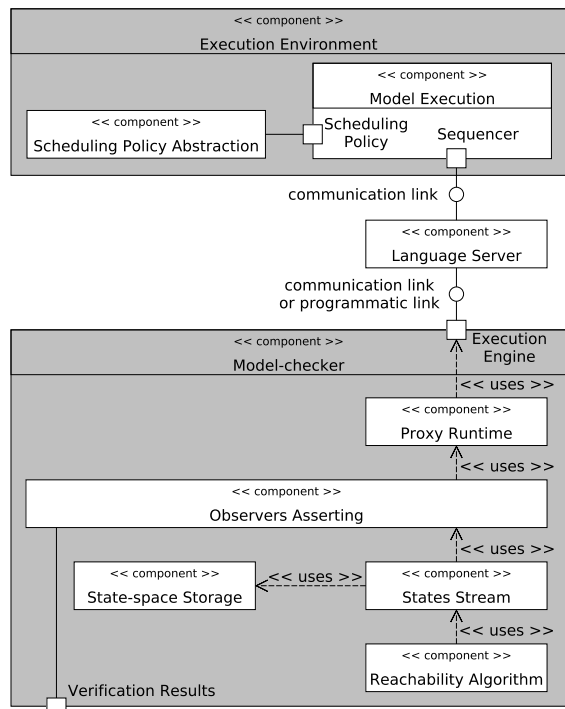 << component >>
Execution Environment
<< component >>
Model Execution
<< component >>
Scheduling Policy Abstraction
Scheduling
Policy
Sequencer
communication link
<< component >>
Language Server
communication link
or programmatic link
<< component >>
Model-checker
Execution
Engine
<< uses >>
<< component >>
Proxy Runtime
<< uses >>
<< component >>
Observers Asserting
<< uses >>
<< component >>
State-space Storage
<< uses >>
<< component >>
States Stream
<< uses >>
<< component >>
Reachability Algorithm
Verification Results